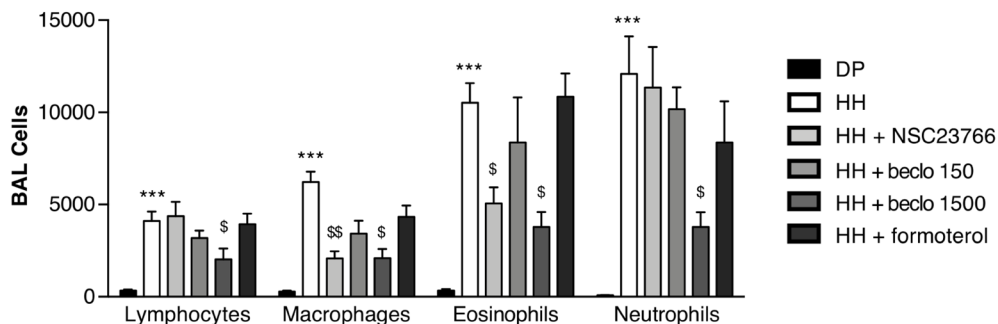 BAL Cells
15000
10000
5000
0
***
***
***
***
$
$$
$
$
$
$
Lymphocytes
Macrophages
Eosinophils
Neutrophils
DP
HH
HH + NSC23766
HH + beclo 150
HH + beclo 1500
HH + formoterol